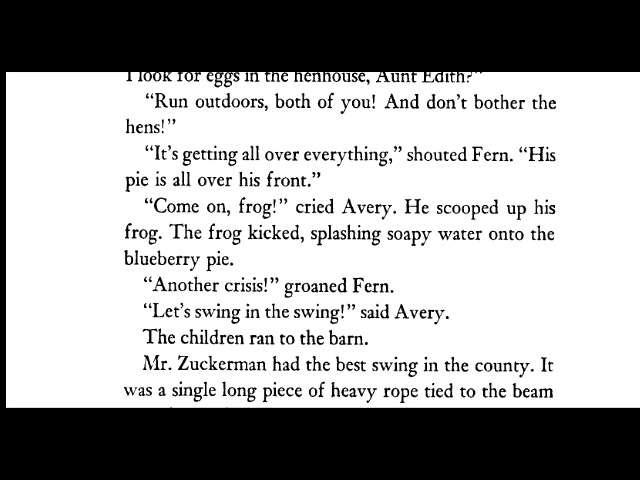 I look for eggs in the henhouse, Aunt Edith?"
“Run outdoors, both of you! And don’t bother the
hens!”
“It’s getting all over everything,” shouted Fern. “His
pie is all over his front.”
“Come on, frog!” cried Avery. He scooped up his
frog. The frog kicked, splashing soapy water onto the
blueberry pie.
“Another crisis!” groaned Fern.
“Let’s swing in the swing!” said Avery.
The children ran to the barn.
Mr. Zuckerman had the best swing in the county. It
was a single long piece of heavy rope tied to the beam